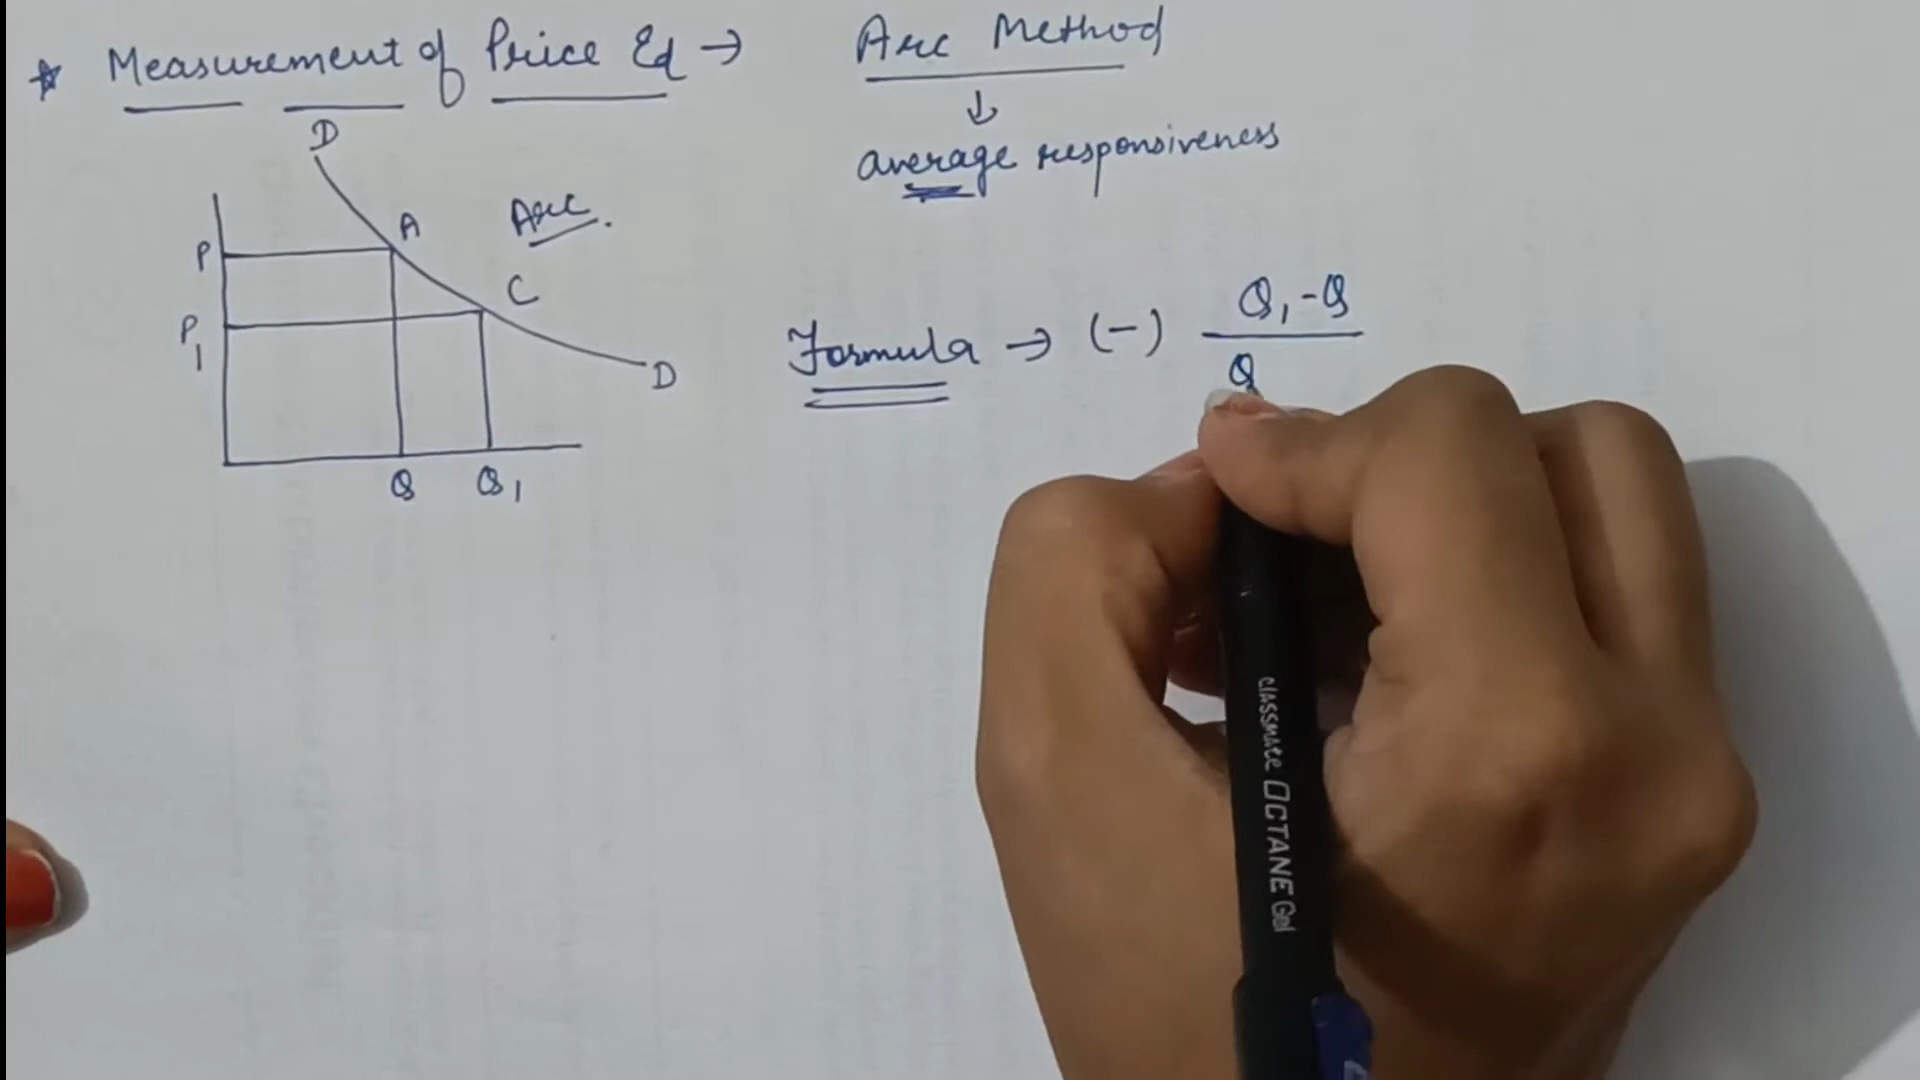 ★ Measurement of Price Ed →
Arc Method
↓
average responsiveness
D
Arc.
A
P
C
P1
D
Q
Q1
Formula → (-) Q1-Q
Q
classmate OCTANE Gel